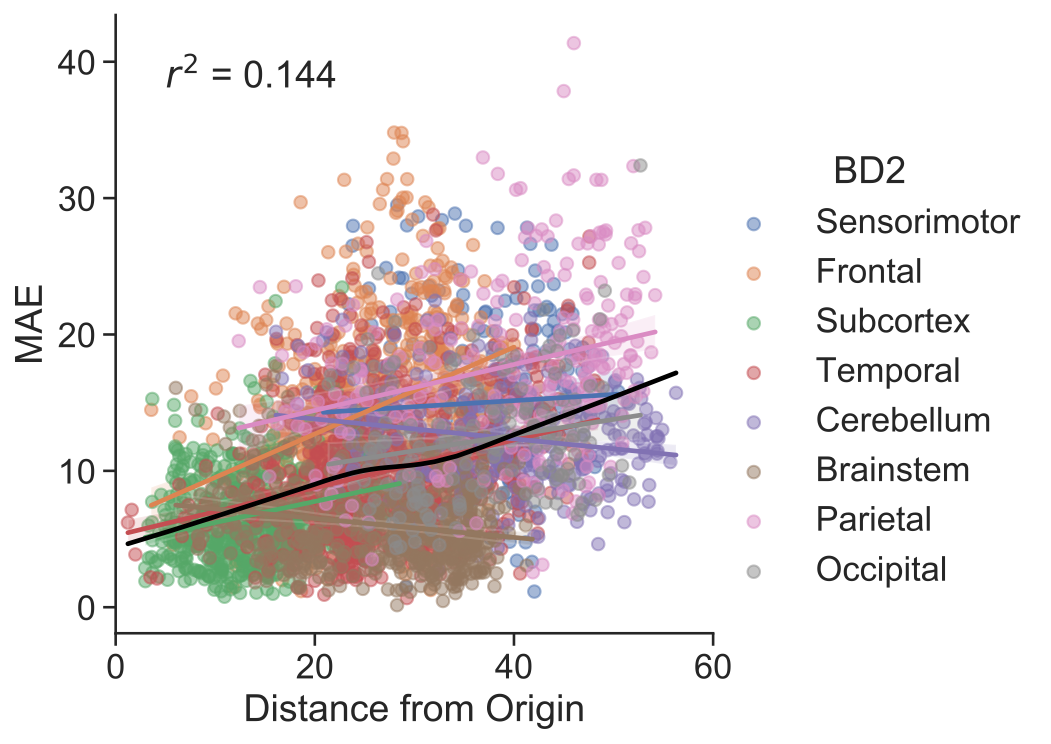 r² = 0.144
MAE
40
30
20
10
0
0 20 40 60
Distance from Origin
BD2
Sensorimotor
Frontal
Subcortex
Temporal
Cerebellum
Brainstem
Parietal
Occipital